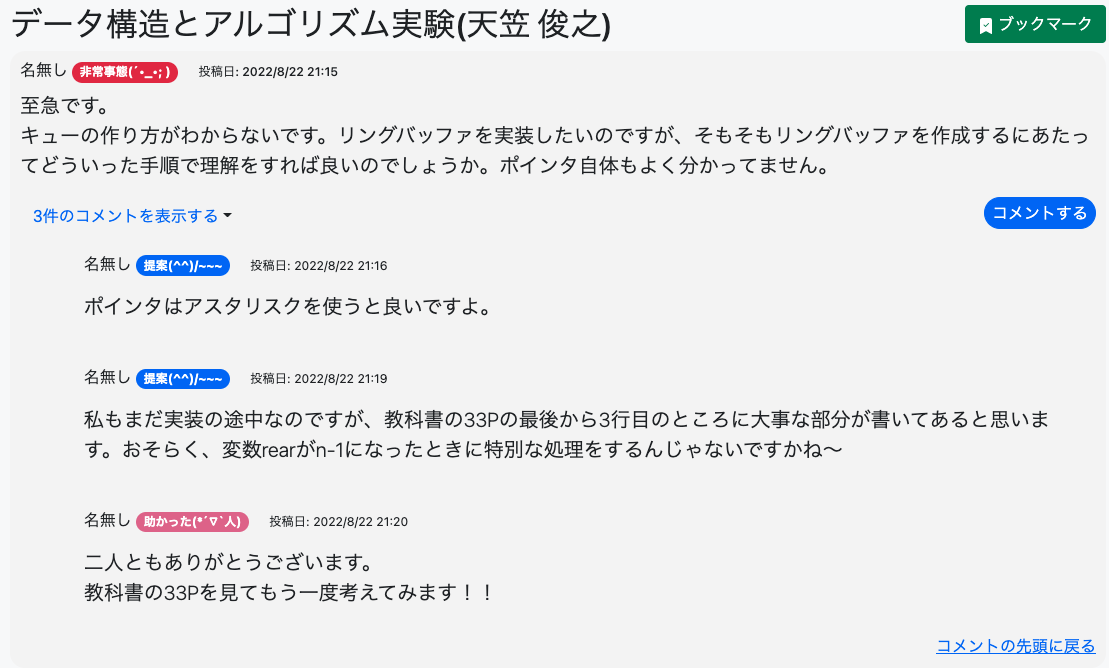 データ構造とアルゴリズム実験(天笠 俊之)
ブックマーク
名無し 非常事態(´•_•; ) 投稿日: 2022/8/22 21:15
至急です。
キューの作り方がわからないです。リングバッファを実装したいのですが、そもそもリングバッファを作成するにあたっ
てどういった手順で理解をすれば良いのでしょうか。ポインタ自体もよく分かってません。
3件のコメントを表示する
コメントする
名無し 提案(^^)/~~~ 投稿日: 2022/8/22 21:16
ポインタはアスタリスクを使うと良いですよ。
名無し 提案(^^)/~~~ 投稿日: 2022/8/22 21:19
私もまだ実装の途中なのですが、教科書の33Pの最後から3行目のところに大事な部分が書いてあると思いま
す。おそらく、変数rearがn-1になったときに特別な処理をするんじゃないですかね〜
名無し 助かった(*´∇`人) 投稿日: 2022/8/22 21:20
二人ともありがとうございます。
教科書の33Pを見てもう一度考えてみます！！
コメントの先頭に戻る